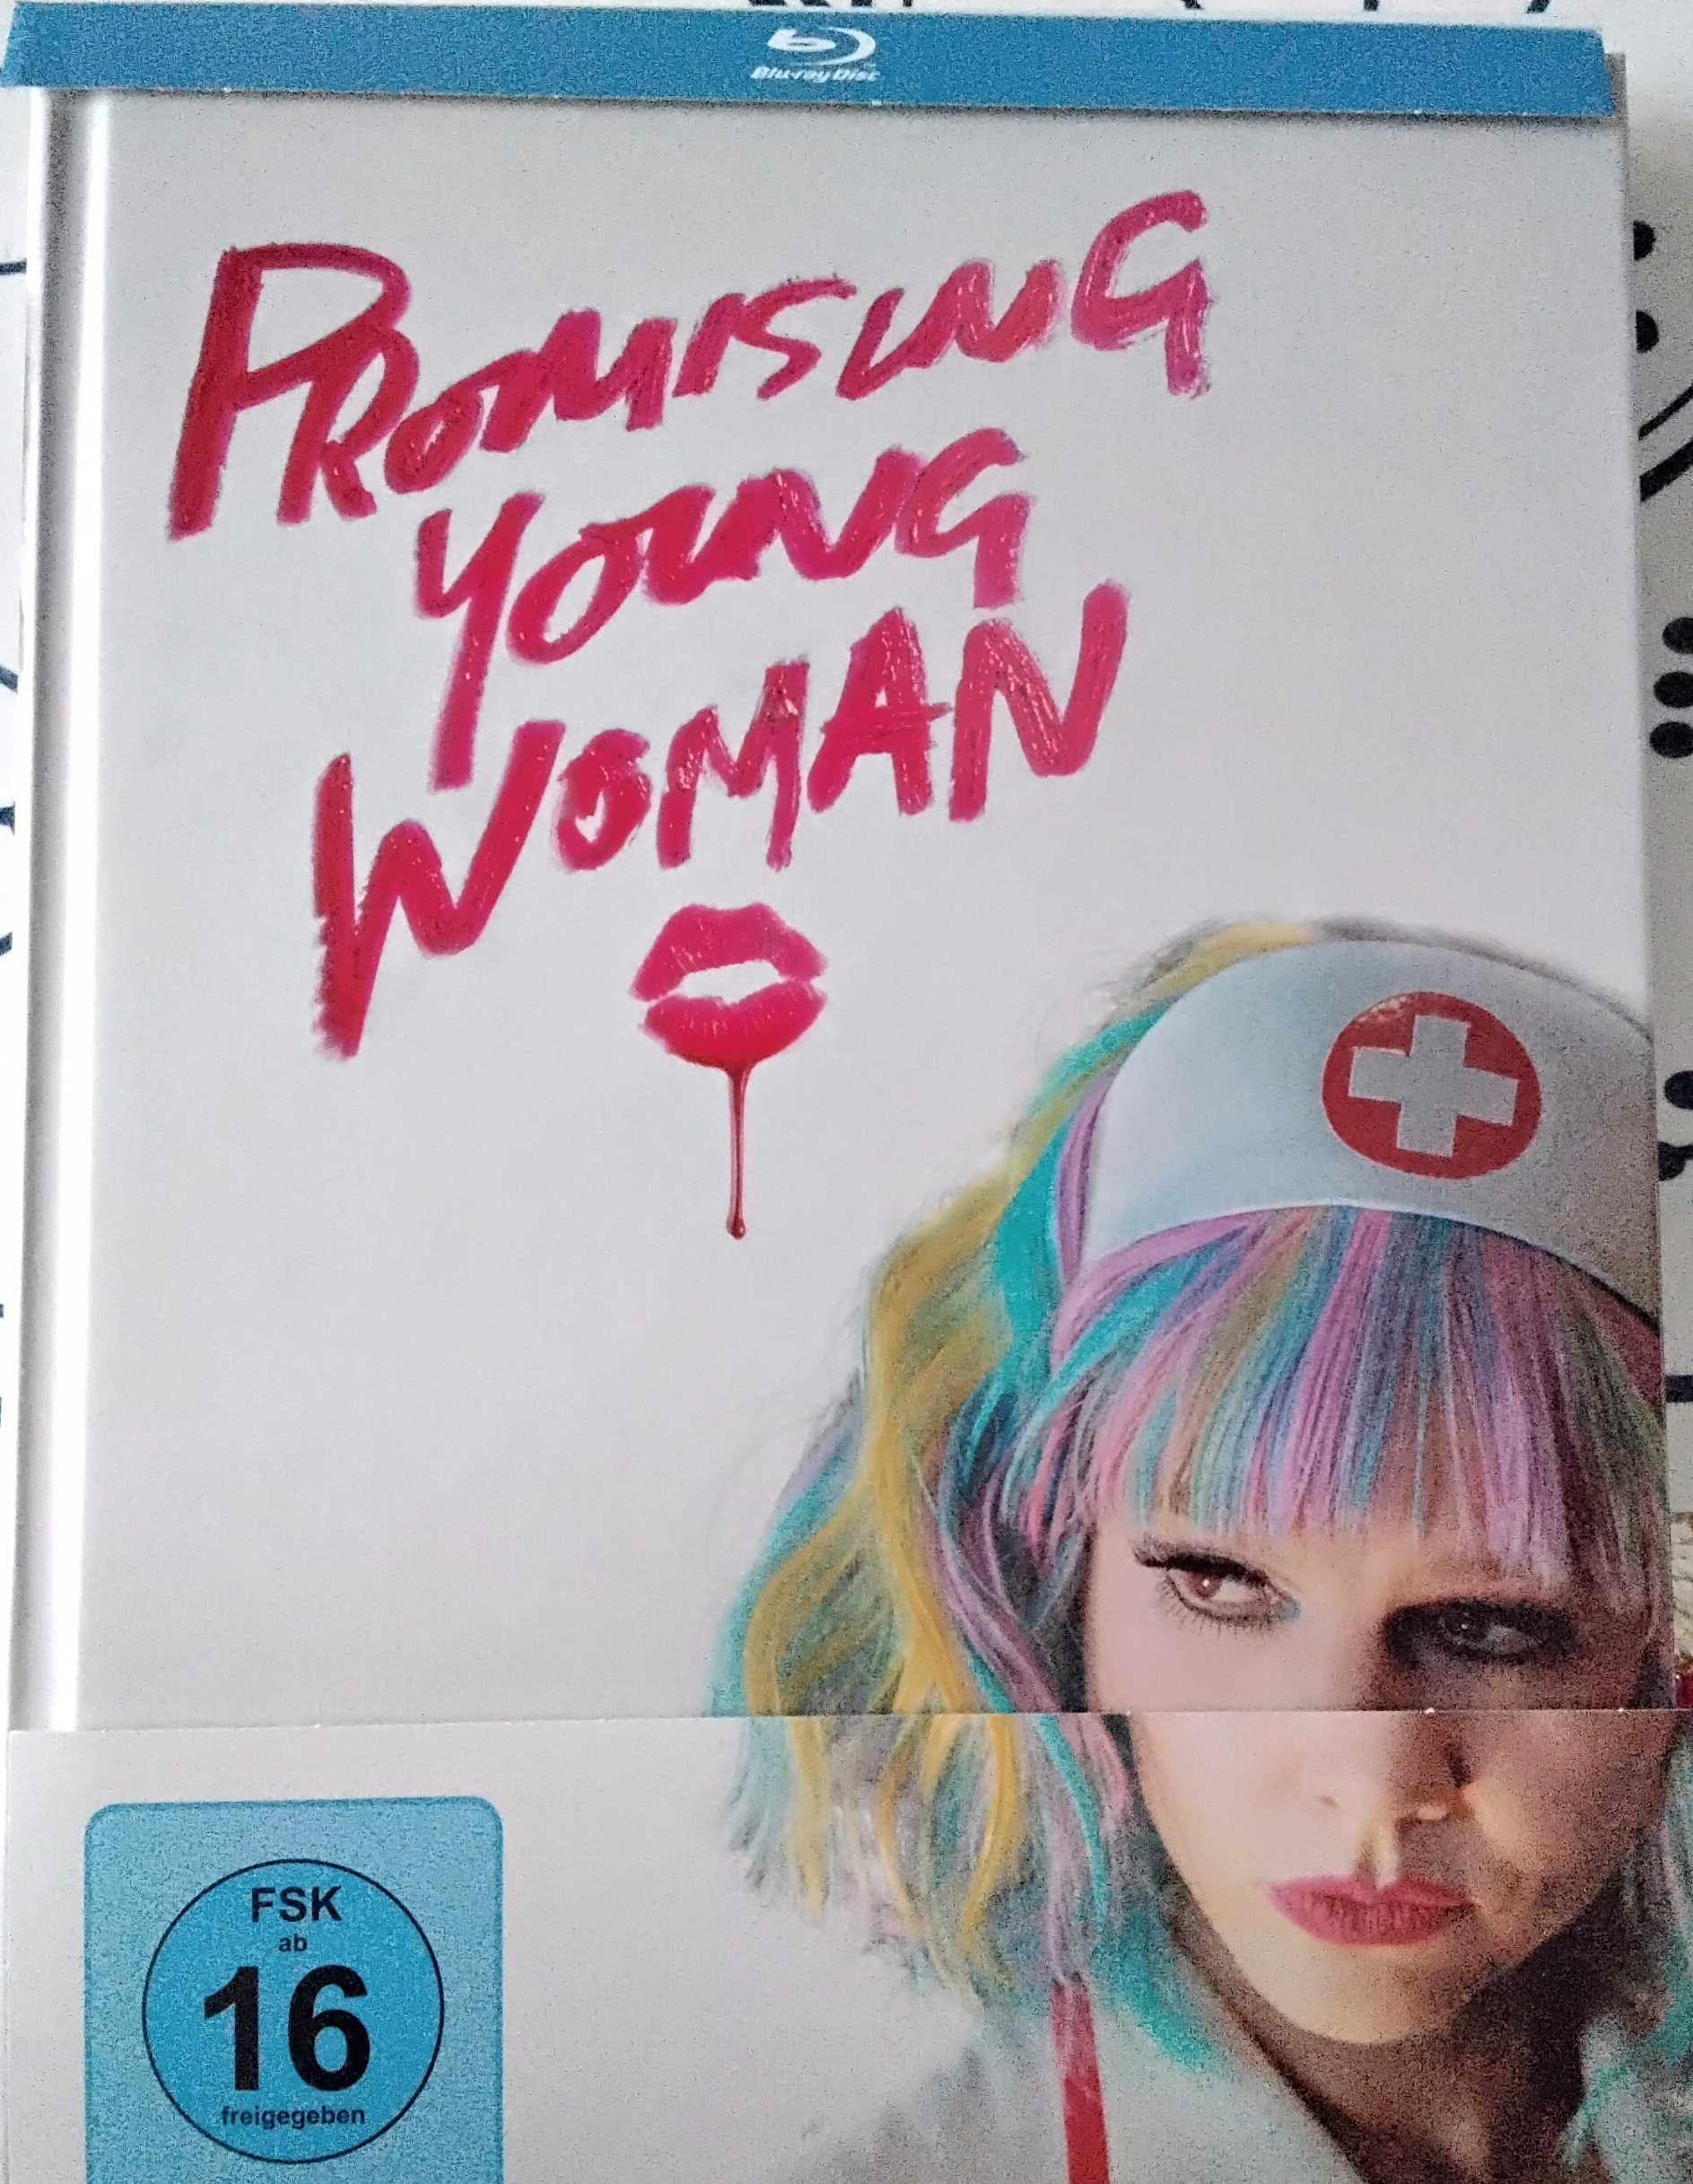 Blu-ray Disc
PROMISING
YOUNG
WOMAN
FSK
ab
16
freigegeben